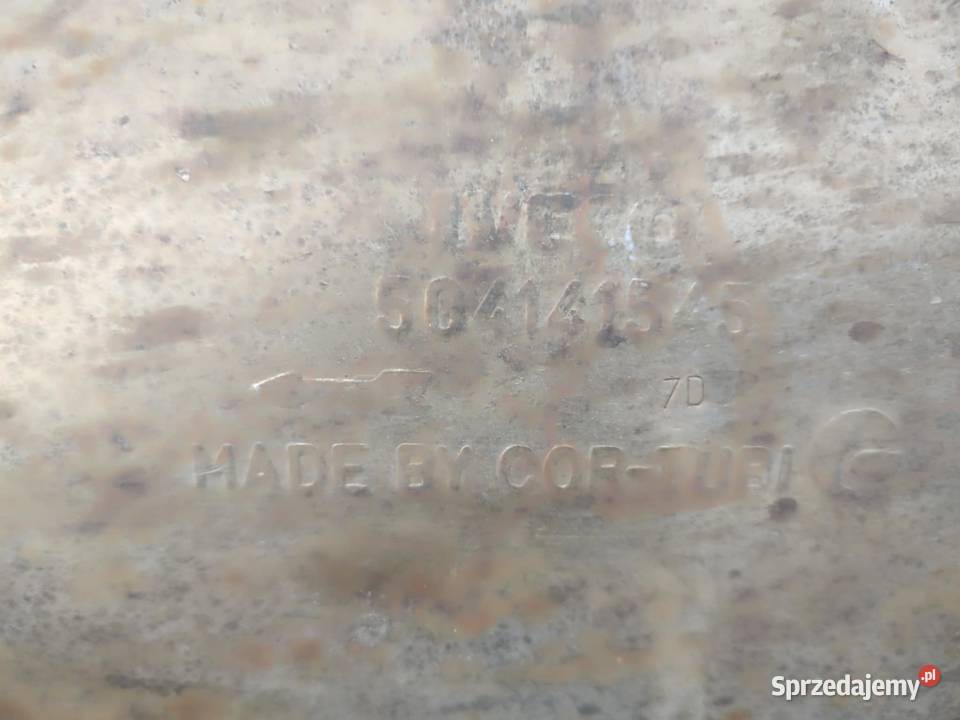 IVECO
504141545
7D
MADE BY COR-TUBI
Sprzedajemy.pl